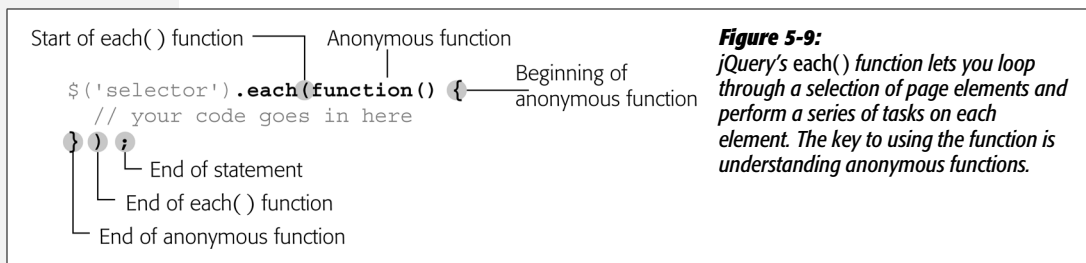 Start of each( ) function
Anonymous function
$('selector').each(function() {
Beginning of
anonymous function
// your code goes in here
} ) ;
End of statement
End of each( ) function
End of anonymous function
Figure 5-9:
jQuery's each() function lets you loop
through a selection of page elements and
perform a series of tasks on each
element. The key to using the function is
understanding anonymous functions.